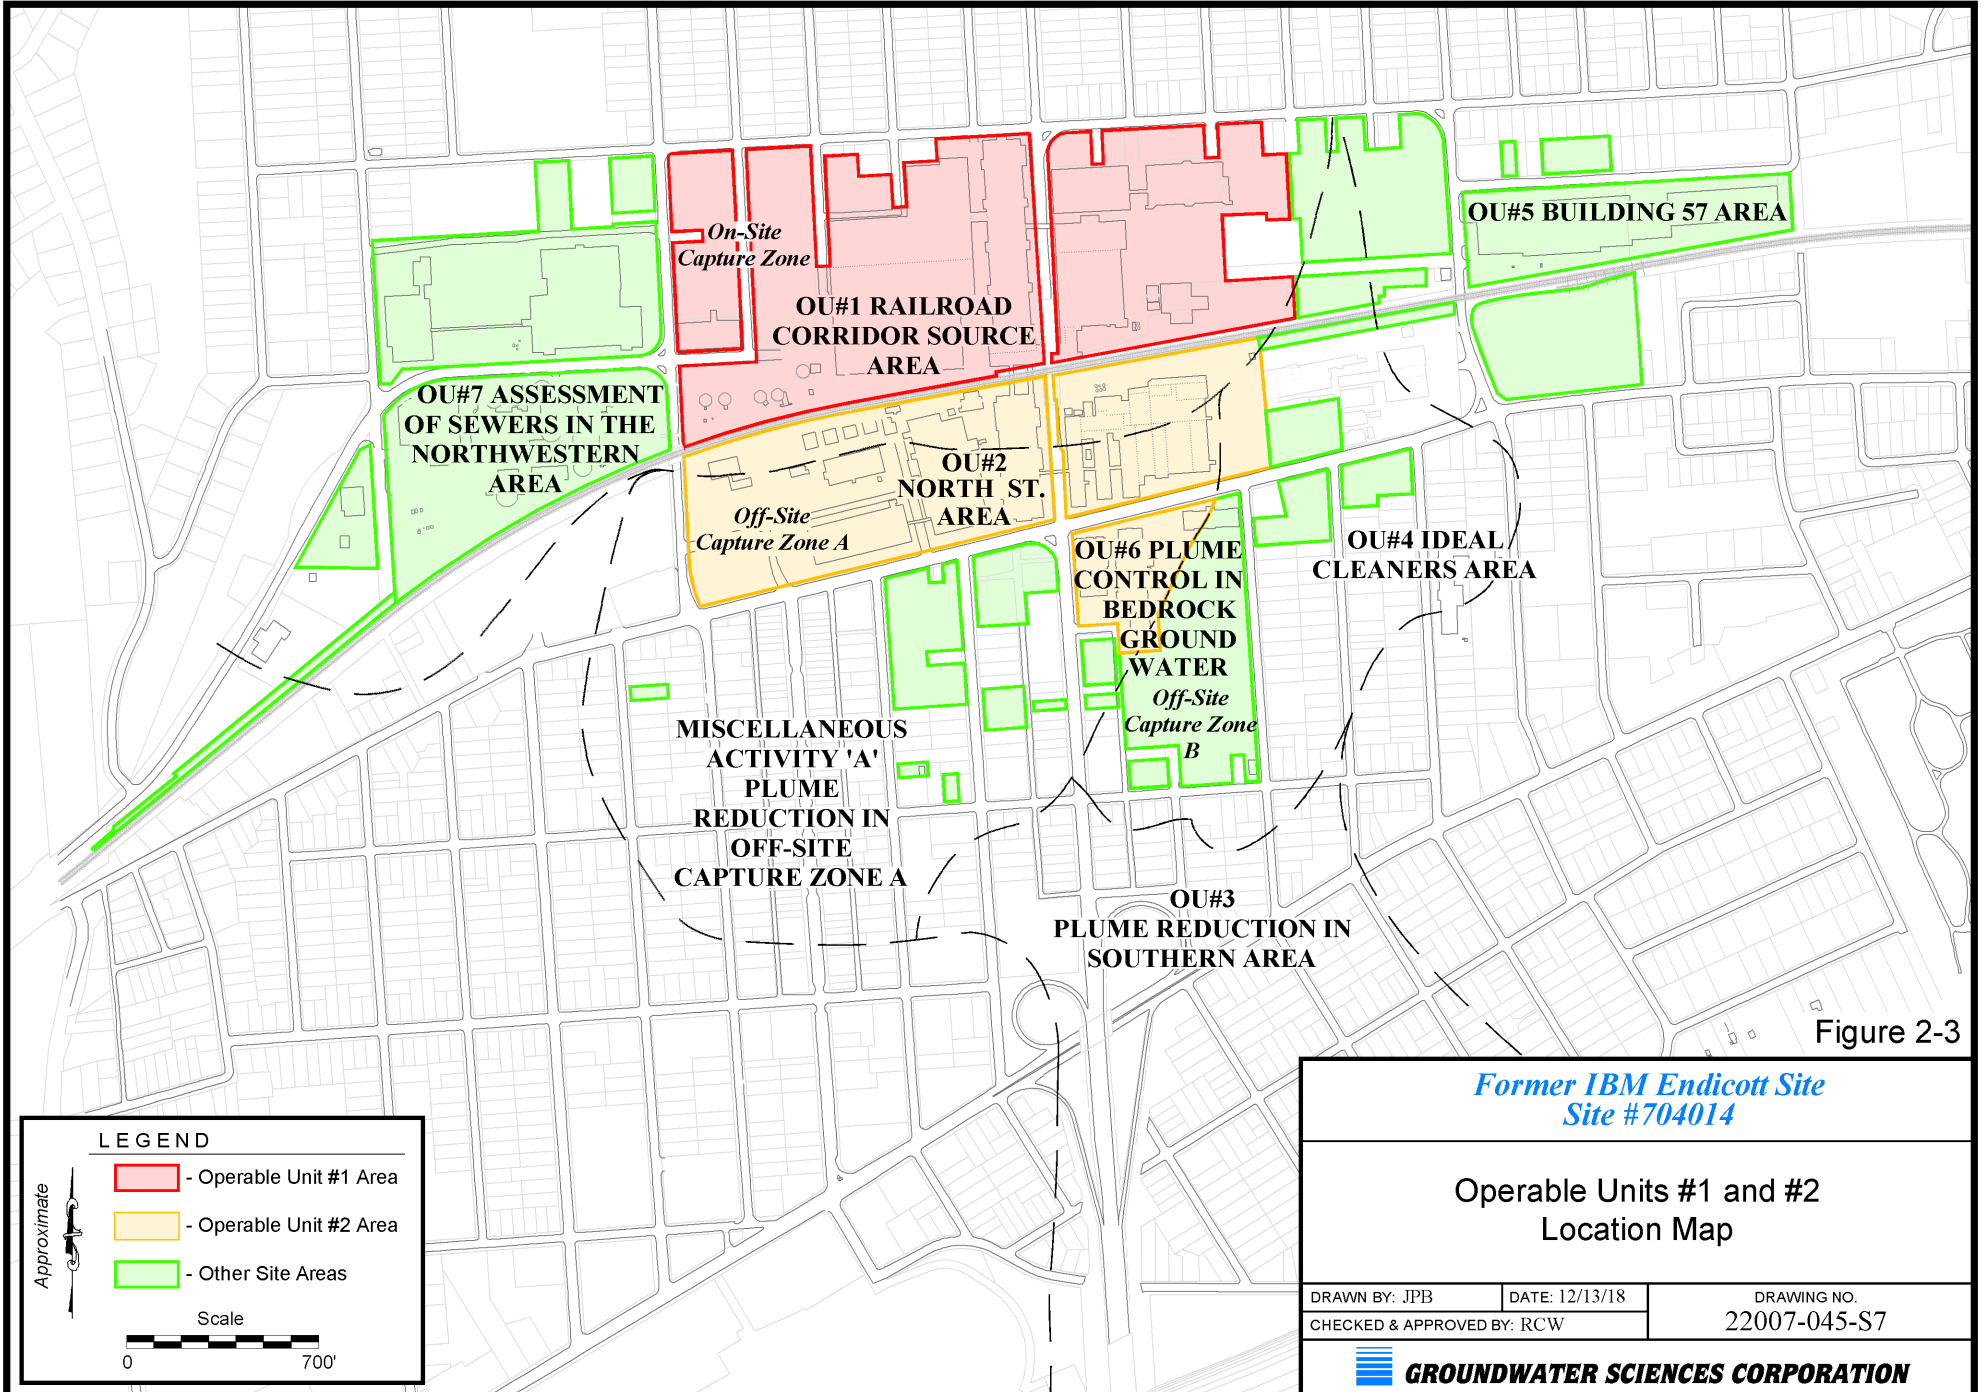 On-Site
Capture Zone
OU#5 BUILDING 57 AREA
OU#1 RAILROAD
CORRIDOR SOURCE
AREA
OU#7 ASSESSMENT
OF SEWERS IN THE
NORTHWESTERN
AREA
OU#2
NORTH ST.
AREA
Off-Site
Capture Zone A
OU#6 PLUME
CONTROL IN
BEDROCK
GROUND
WATER
OU#4 IDEAL
CLEANERS AREA
Off-Site
Capture Zone
B
MISCELLANEOUS
ACTIVITY 'A'
PLUME
REDUCTION IN
OFF-SITE
CAPTURE ZONE A
OU#3
PLUME REDUCTION IN
SOUTHERN AREA
Figure 2-3
LEGEND
- Operable Unit #1 Area
- Operable Unit #2 Area
- Other Site Areas
Approximate
Scale
0 700'
Former IBM Endicott Site
Site #704014
Operable Units #1 and #2
Location Map
DRAWN BY: JPB
DATE: 12/13/18
CHECKED & APPROVED BY: RCW
DRAWING NO.
22007-045-S7
GROUNDWATER SCIENCES CORPORATION